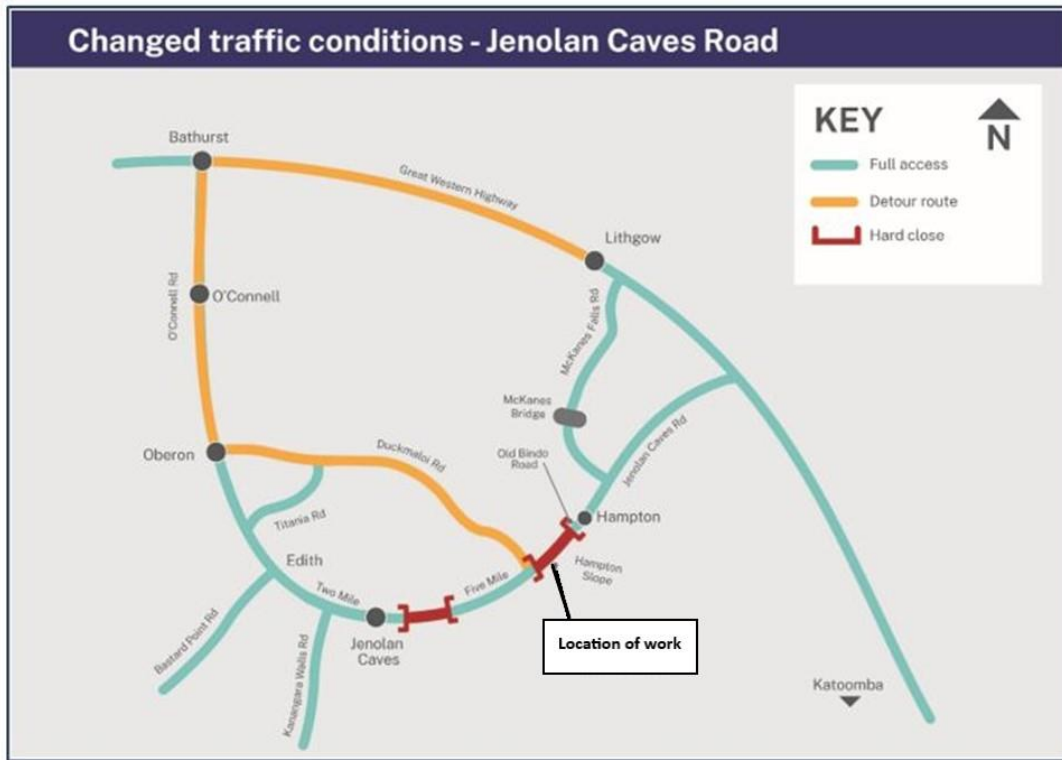 Changed traffic conditions - Jenolan Caves Road
KEY
N
Full access
Detour route
Hard close
Bathurst
Great Western Highway
Lithgow
O'Connell Rd
O'Connell
McKanes Falls Rd
McKanes
Bridge
Jenolan Caves Rd
Oberon
Duckmaloi Rd
Old Bindo
Road
Hampton
Titania Rd
Hampton
Slope
Edith
Two Mile
Five Mile
Bastard Point Rd
Jenolan
Caves
Kanangara Walls Rd
Location of work
Katoomba